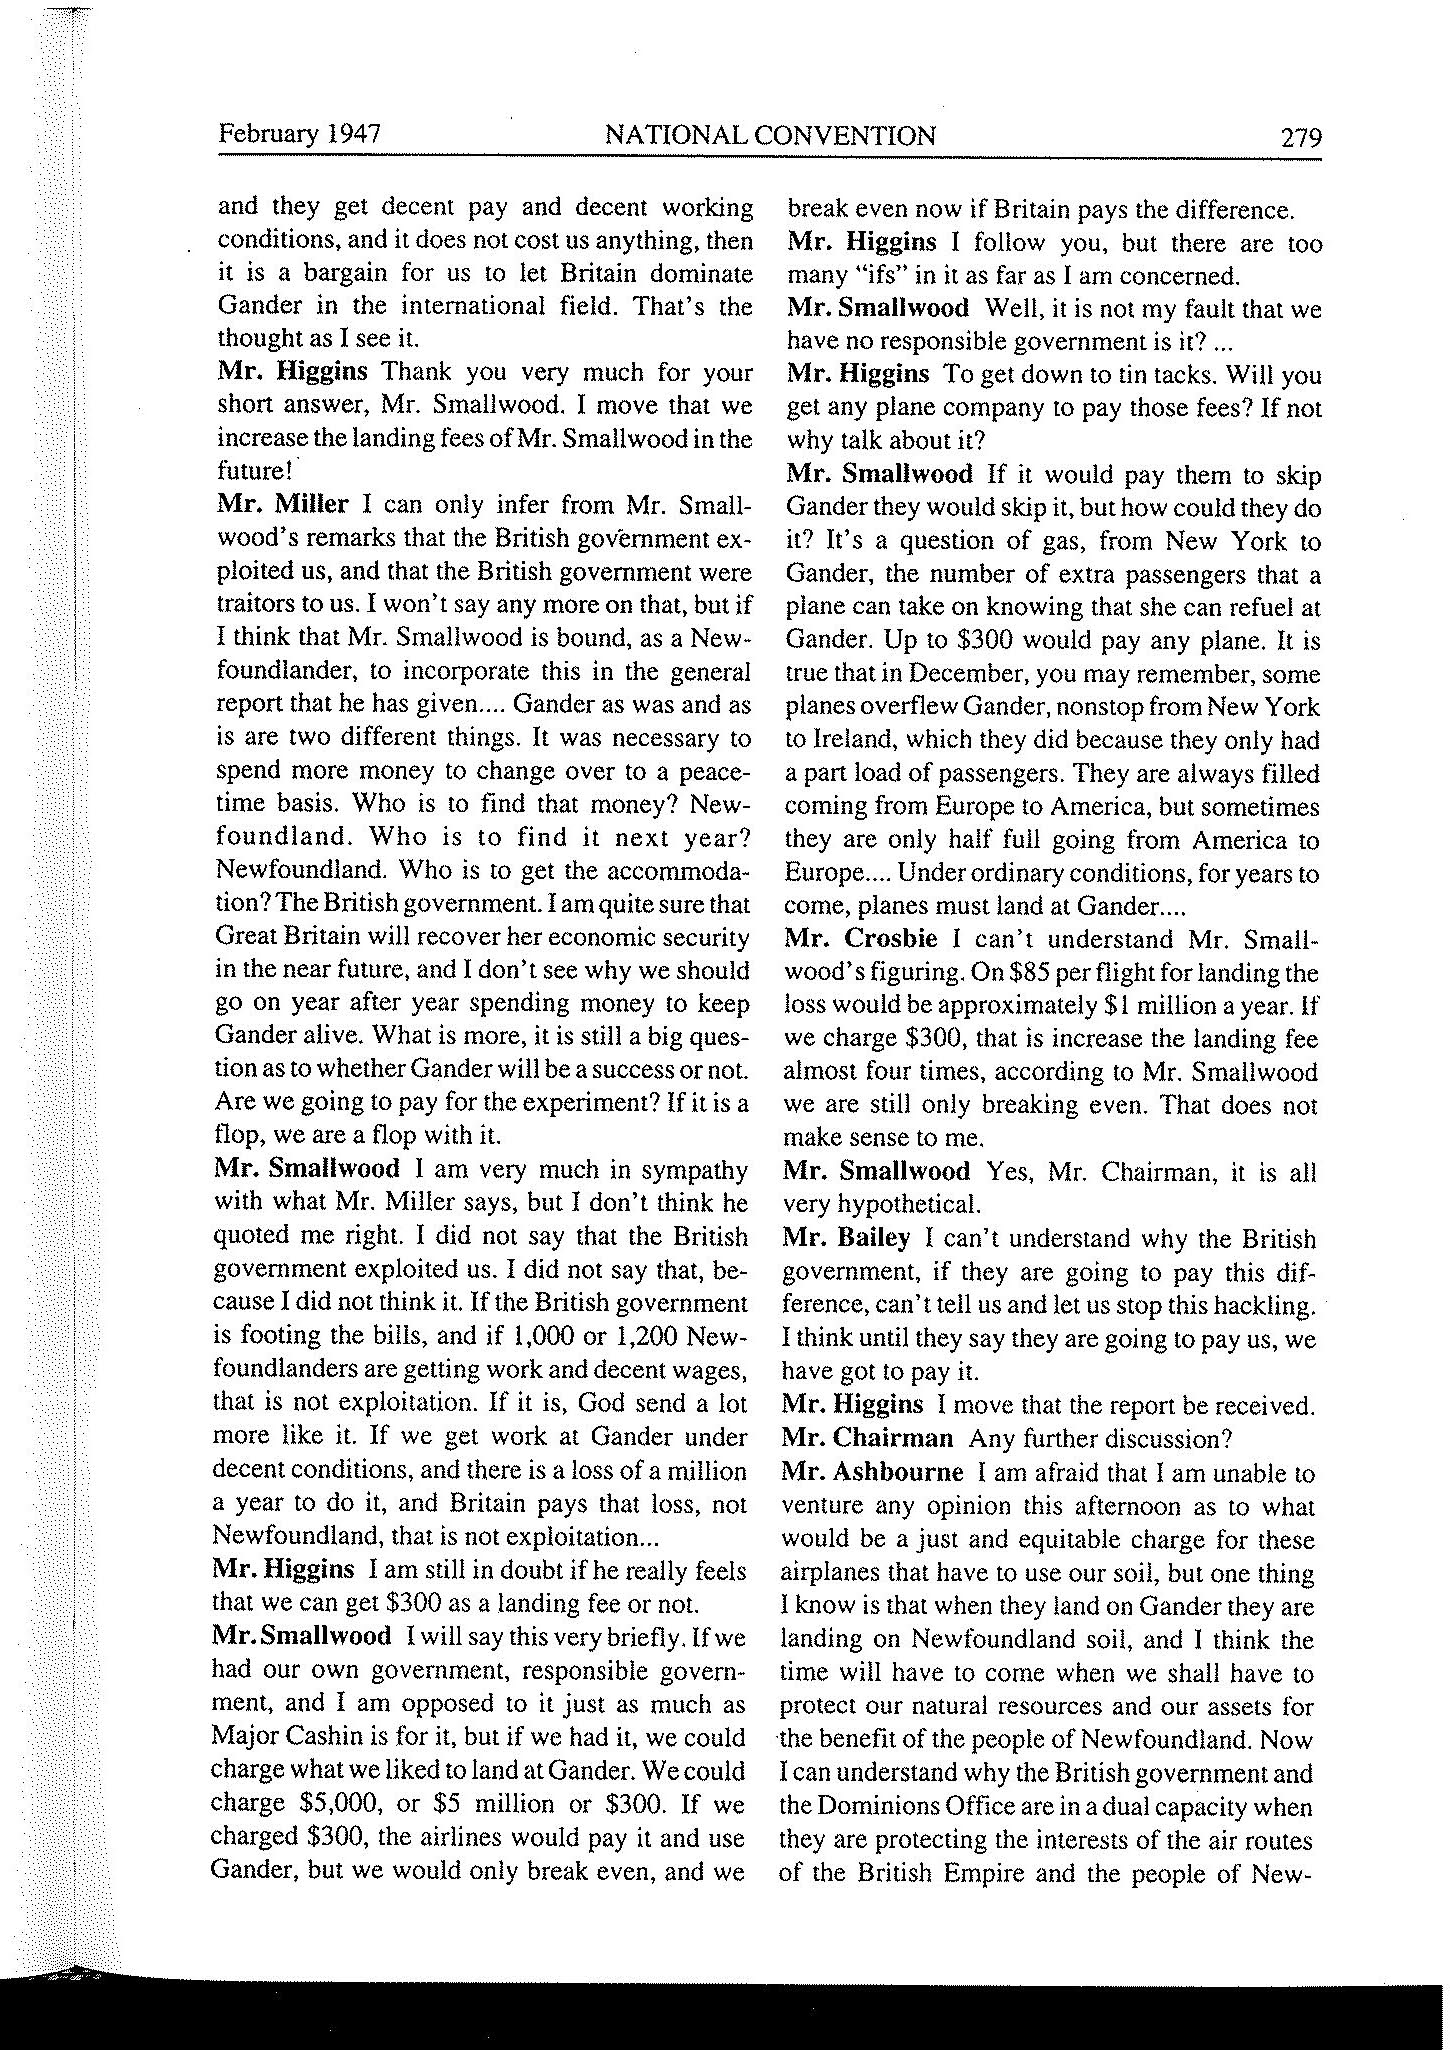 February 1947
NATIONAL CONVENTION
279
and they get decent pay and decent working
conditions, and it does not cost us anything, then
it is a bargain for us to let Britain dominate
Gander in the international field. That's the
thought as I see it.
Mr. Higgins Thank you very much for your
short answer, Mr. Smallwood. I move that we
increase the landing fees of Mr. Smallwood in the
future!
Mr. Miller I can only infer from Mr. Small-
wood's remarks that the British government ex-
ploited us, and that the British government were
traitors to us. I won't say any more on that, but if
I think that Mr. Smallwood is bound, as a New-
foundlander, to incorporate this in the general
report that he has given.... Gander as was and as
is are two different things. It was necessary to
spend more money to change over to a peace-
time basis. Who is to find that money? New-
foundland. Who is to find it next year?
Newfoundland. Who is to get the accommoda-
tion? The British government. I am quite sure that
Great Britain will recover her economic security
in the near future, and I don't see why we should
go on year after year spending money to keep
Gander alive. What is more, it is still a big ques-
tion as to whether Gander will be a success or not.
Are we going to pay for the experiment? If it is a
flop, we are a flop with it.
Mr. Smallwood I am very much in sympathy
with what Mr. Miller says, but I don't think he
quoted me right. I did not say that the British
government exploited us. I did not say that, be-
cause I did not think it. If the British government
is footing the bills, and if 1,000 or 1,200 New-
foundlanders are getting work and decent wages,
that is not exploitation. If it is, God send a lot
more like it. If we get work at Gander under
decent conditions, and there is a loss of a million
a year to do it, and Britain pays that loss, not
Newfoundland, that is not exploitation...
Mr. Higgins I am still in doubt if he really feels
that we can get $300 as a landing fee or not.
Mr. Smallwood I will say this very briefly. If we
had our own government, responsible govern-
ment, and I am opposed to it just as much as
Major Cashin is for it, but if we had it, we could
charge what we liked to land at Gander. We could
charge $5,000, or $5 million or $300. If we
charged $300, the airlines would pay it and use
Gander, but we would only break even, and we
break even now if Britain pays the difference.
Mr. Higgins I follow you, but there are too
many "ifs" in it as far as I am concerned.
Mr. Smallwood Well, it is not my fault that we
have no responsible government is it? ...
Mr. Higgins To get down to tin tacks. Will you
get any plane company to pay those fees? If not
why talk about it?
Mr. Smallwood If it would pay them to skip
Gander they would skip it, but how could they do
it? It's a question of gas, from New York to
Gander, the number of extra passengers that a
plane can take on knowing that she can refuel at
Gander. Up to $300 would pay any plane. It is
true that in December, you may remember, some
planes overflew Gander, nonstop from New York
to Ireland, which they did because they only had
a part load of passengers. They are always filled
coming from Europe to America, but sometimes
they are only half full going from America to
Europe.... Under ordinary conditions, for years to
come, planes must land at Gander....
Mr. Crosbie I can't understand Mr. Small-
wood's figuring. On $85 per flight for landing the
loss would be approximately $1 million a year. If
we charge $300, that is increase the landing fee
almost four times, according to Mr. Smallwood
we are still only breaking even. That does not
make sense to me.
Mr. Smallwood Yes, Mr. Chairman, it is all
very hypothetical.
Mr. Bailey I can't understand why the British
government, if they are going to pay this dif-
ference, can't tell us and let us stop this hackling.
I think until they say they are going to pay us, we
have got to pay it.
Mr. Higgins I move that the report be received.
Mr. Chairman Any further discussion?
Mr. Ashbourne I am afraid that I am unable to
venture any opinion this afternoon as to what
would be a just and equitable charge for these
airplanes that have to use our soil, but one thing
I know is that when they land on Gander they are
landing on Newfoundland soil, and I think the
time will have to come when we shall have to
protect our natural resources and our assets for
the benefit of the people of Newfoundland. Now
I can understand why the British government and
the Dominions Office are in a dual capacity when
they are protecting the interests of the air routes
of the British Empire and the people of New-